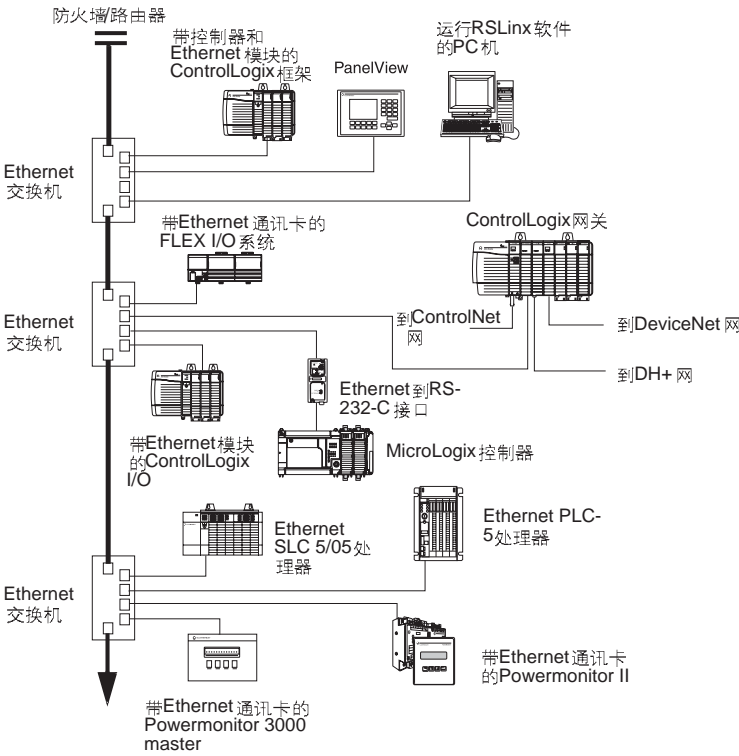 防火墙/路由器
带控制器和
Ethernet 模块的
ControlLogix框架
PanelView
运行RSLinx 软件
的PC 机
Ethernet
交换机
带Ethernet 通讯卡的
FLEX I/O 系统
ControlLogix网关
Ethernet
交换机
到ControlNet
网
到DeviceNet 网
到DH+ 网
Ethernet 到RS-
232-C 接口
带Ethernet模块
的ControlLogix
I/O
MicroLogix控制器
Ethernet
SLC 5/05处
理器
Ethernet PLC-
5处理器
Ethernet
交换机
带Ethernet 通讯卡
的Powermonitor II
带Ethernet 通讯卡的
Powermonitor 3000
master